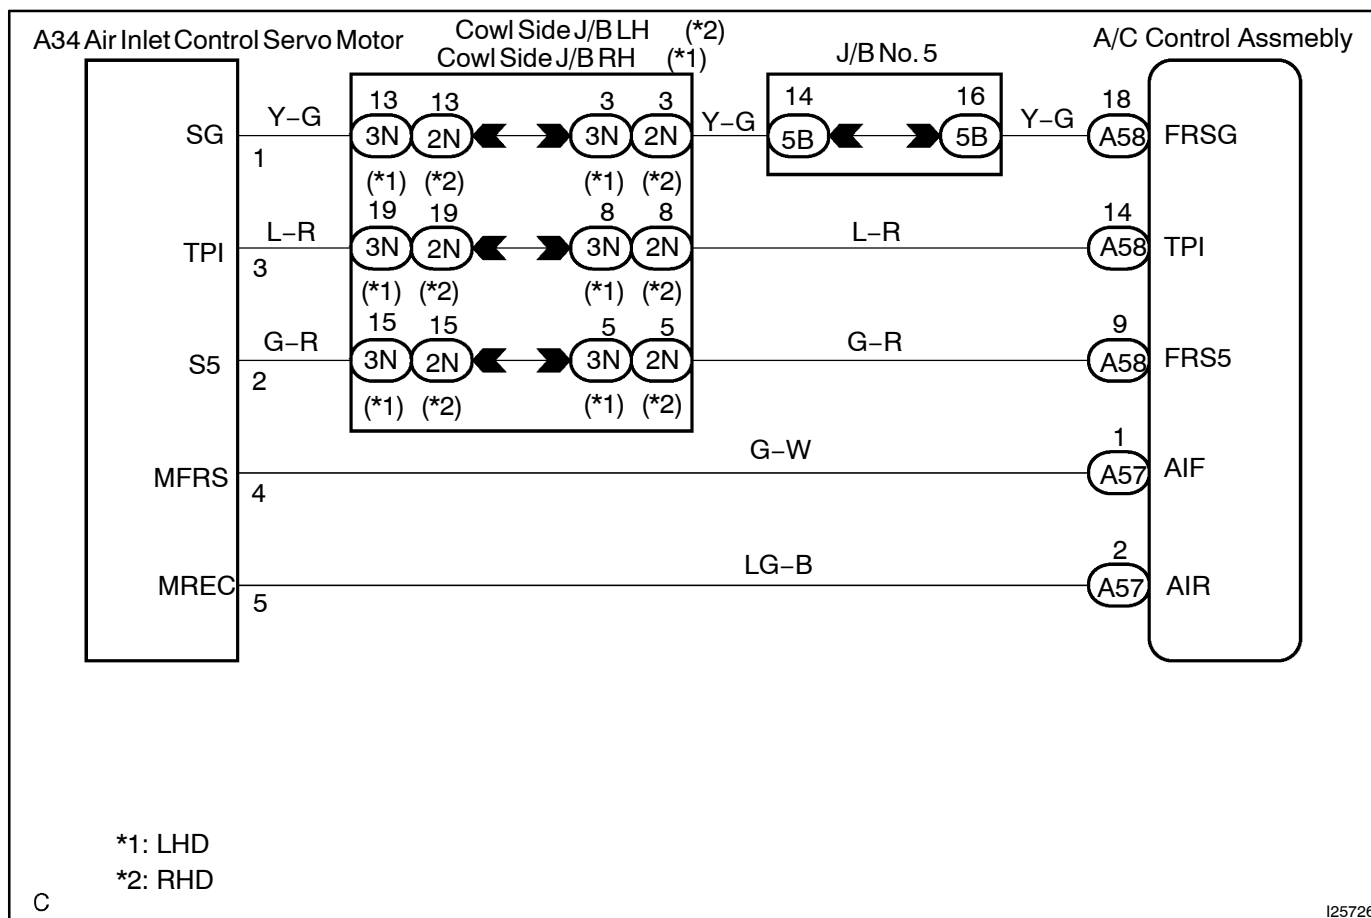 A34 Air Inlet Control Servo Motor
Cowl Side J/B LH (*2)
Cowl Side J/B RH (*1)
J/B No. 5
A/C Control Assmebly
SG 1 Y–G 13 3N (*1) 13 2N (*2) 3 3N (*1) 3 2N (*2) Y–G 14 5B 16 5B Y–G 18 A58 FRSG
TPI 3 L–R 19 3N (*1) 19 2N (*2) 8 3N (*1) 8 2N (*2) L–R 14 A58 TPI
S5 2 G–R 15 3N (*1) 15 2N (*2) 5 3N (*1) 5 2N (*2) G–R 9 A58 FRS5
MFRS 4 G–W 1 A57 AIF
MREC 5 LG–B 2 A57 AIR
*1: LHD
*2: RHD
C
I25726